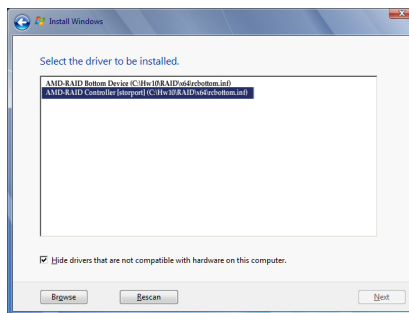 Install Windows
Select the driver to be installed.
AMD-RAID Bottom Device (C:\Hw10\RAID\x64\rcbottom.inf)
AMD-RAID Controller [storport] (C:\Hw10\RAID\x64\rcbottom.inf)
Hide drivers that are not compatible with hardware on this computer.
Browse
Rescan
Next